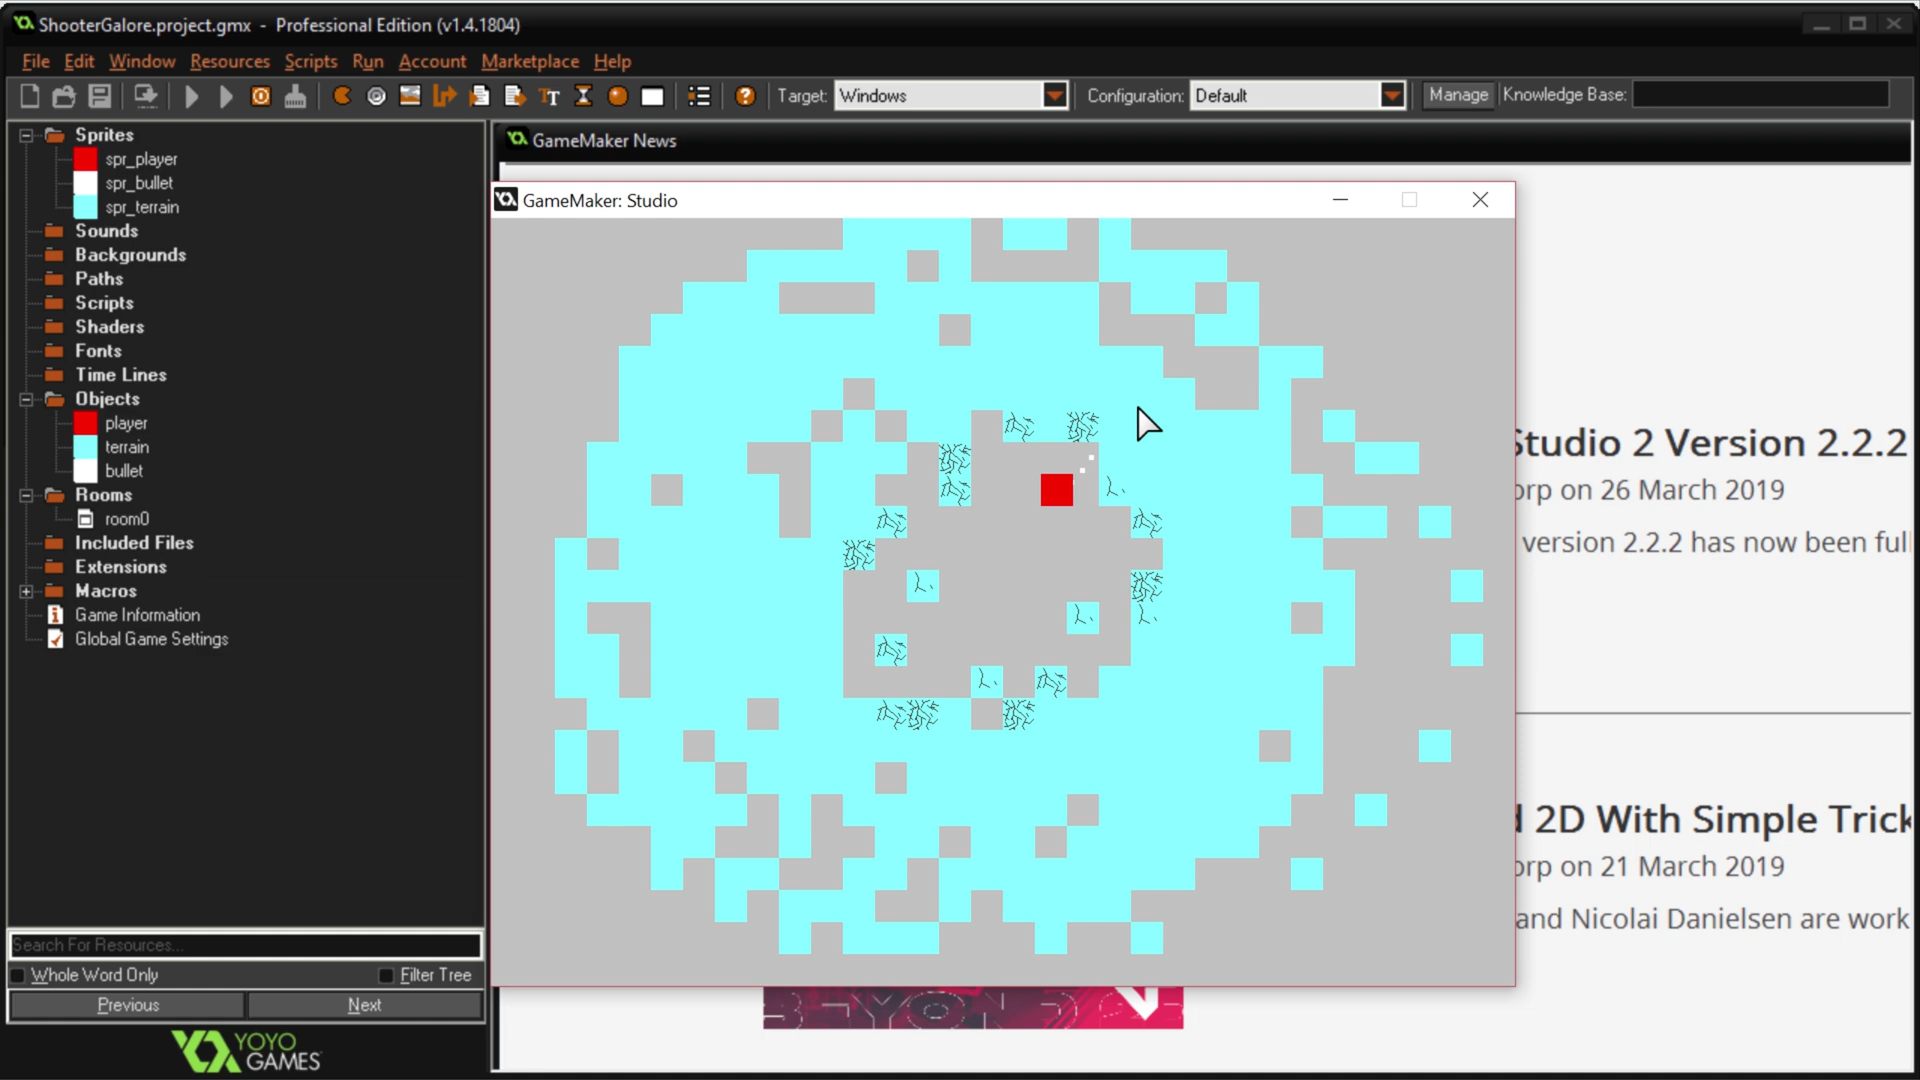 ShooterGalore.project.gmx - Professional Edition (v1.4.1804)
File Edit Window Resources Scripts Run Account Marketplace Help
Target: Windows Configuration: Default Manage Knowledge Base:
Sprites
spr_player
spr_bullet
spr_terrain
Sounds
Backgrounds
Paths
Scripts
Shaders
Fonts
Time Lines
Objects
player
terrain
bullet
Rooms
room0
Included Files
Extensions
Macros
Game Information
Global Game Settings
Search For Resources...
Whole Word Only Filter Tree
Previous Next
YOYO
GAMES
GameMaker News
GameMaker: Studio
Studio 2 Version 2.2.2
orp on 26 March 2019
version 2.2.2 has now been full
d 2D With Simple Trick
orp on 21 March 2019
and Nicolai Danielsen are work